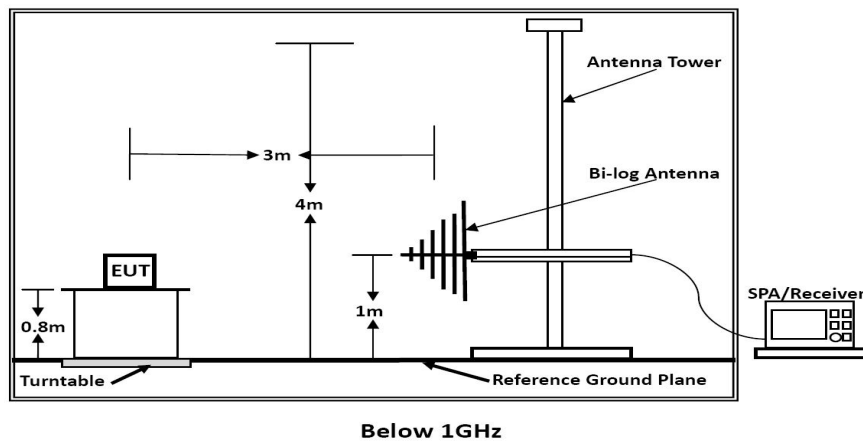 Antenna Tower
3m
Bi-log Antenna
4m
EUT
SPA/Receiver
0.8m
1m
Turntable
Reference Ground Plane
Below 1GHz